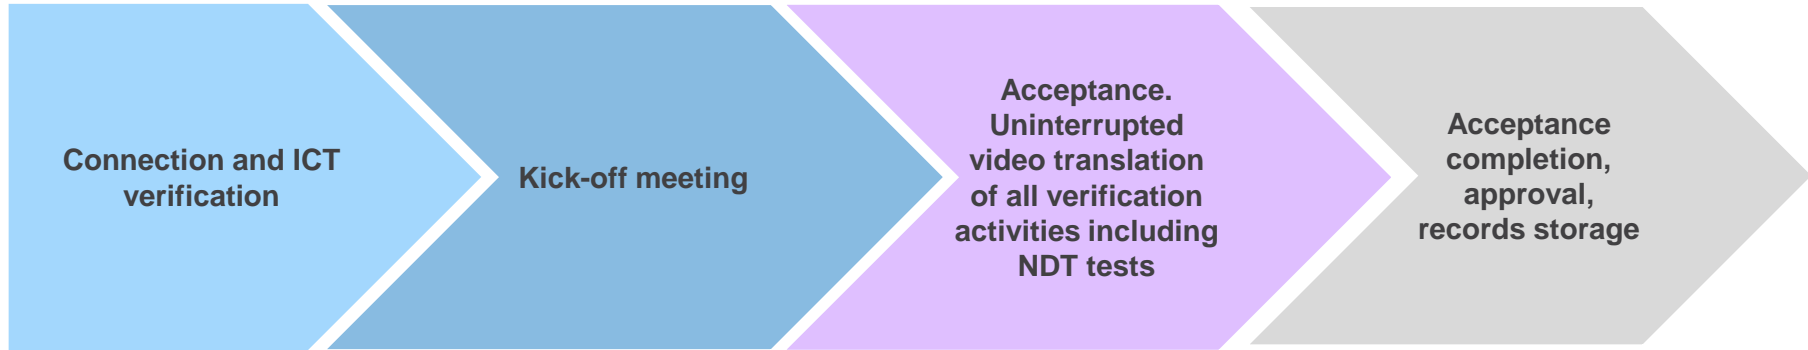 Connection and ICT
verification
Kick-off meeting
Acceptance.
Uninterrupted
video translation
of all verification
activities including
NDT tests
Acceptance
completion,
approval,
records storage